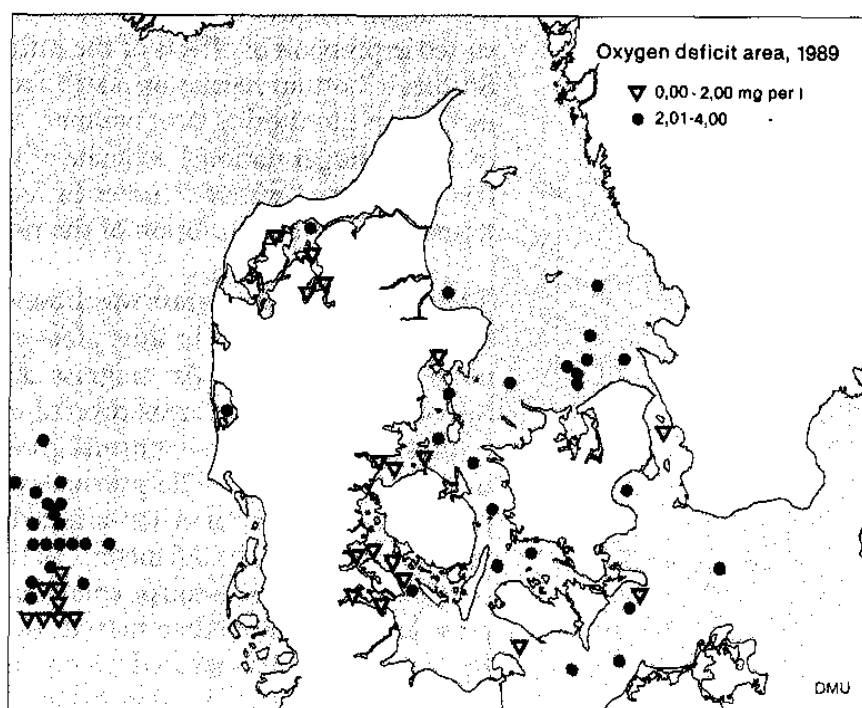 Oxygen deficit area, 1989
▽ 0,00 - 2,00 mg per l
● 2,01-4,00 -
DMU